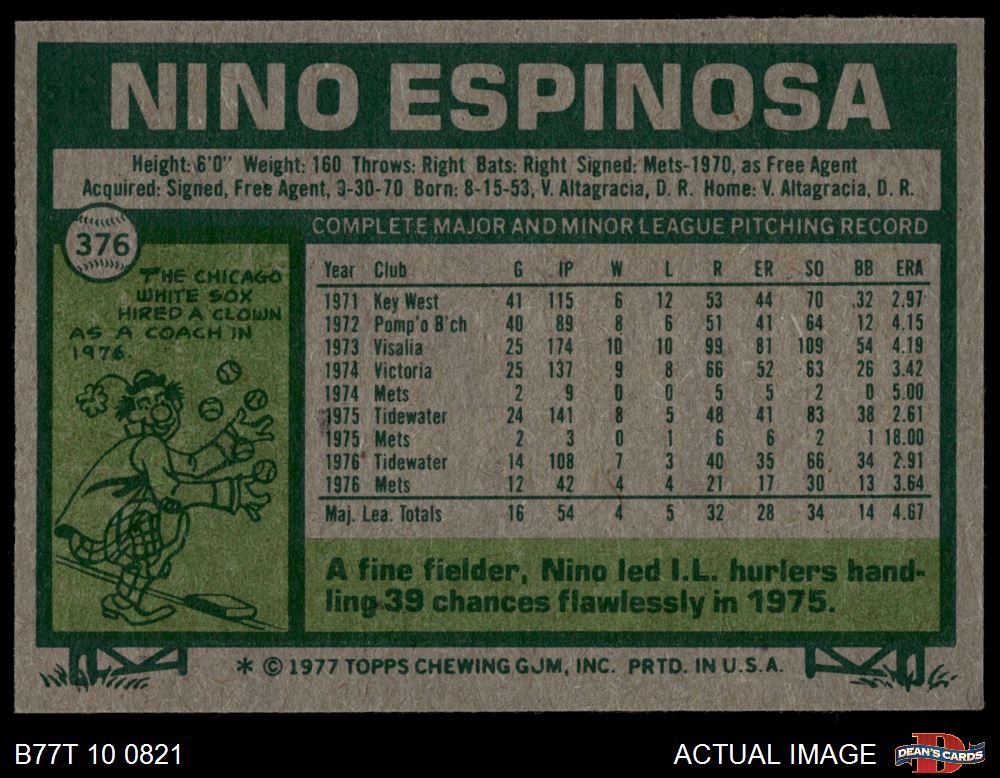 NINO ESPINOSA
Height: 6'0" Weight: 160 Throws: Right Bats: Right Signed: Mets-1970, as Free Agent
Acquired: Signed, Free Agent, 3-30-70 Born: 8-15-53, V. Altagracia, D. R. Home: V. Altagracia, D. R.
376
THE CHICAGO
WHITE SOX
HIRED A CLOWN
AS A COACH IN
1976.
COMPLETE MAJOR AND MINOR LEAGUE PITCHING RECORD
Year Club G IP W L R ER SO BB ERA
1971 Key West 41 115 6 12 53 44 70 32 2.97
1972 Pomp'o B'ch 40 89 8 6 51 41 64 12 4.15
1973 Visalia 25 174 10 10 99 81 109 54 4.19
1974 Victoria 25 137 9 8 66 52 63 26 3.42
1974 Mets 2 9 0 0 5 5 2 0 5.00
1975 Tidewater 24 141 8 5 48 41 83 38 2.61
1975 Mets 2 3 0 1 6 6 2 1 18.00
1976 Tidewater 14 108 7 3 40 35 66 34 2.91
1976 Mets 12 42 4 4 21 17 30 13 3.64
Maj. Lea. Totals 16 54 4 5 32 28 34 14 4.67
A fine fielder, Nino led I.L. hurlers hand-
ling 39 chances flawlessly in 1975.
* © 1977 TOPPS CHEWING GUM, INC. PRTD. IN U.S.A.
B77T 10 0821
ACTUAL IMAGE
DEAN'S CARDS